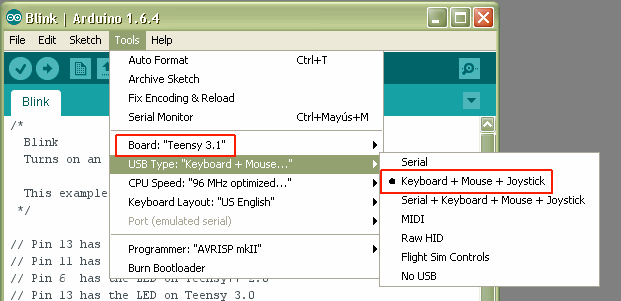 Blink | Arduino 1.6.4
File Edit Sketch Tools Help
Auto Format Ctrl+T
Archive Sketch
Fix Encoding & Reload
Serial Monitor Ctrl+Mayús+M
Board: "Teensy 3.1"
USB Type: "Keyboard + Mouse..."
CPU Speed: "96 MHz optimized..."
Keyboard Layout: "US English"
Port (emulated serial)
Programmer: "AVRISP mkII"
Burn Bootloader
Serial
Keyboard + Mouse + Joystick
Serial + Keyboard + Mouse + Joystick
MIDI
Raw HID
Flight Sim Controls
No USB
Blink
/*
Blink
Turns on an
This example
*/
// Pin 13 has
// Pin 11 has
// Pin 6 has the LED on Teensy++ 2.0
// Pin 13 has the LED on Teensy 3.0